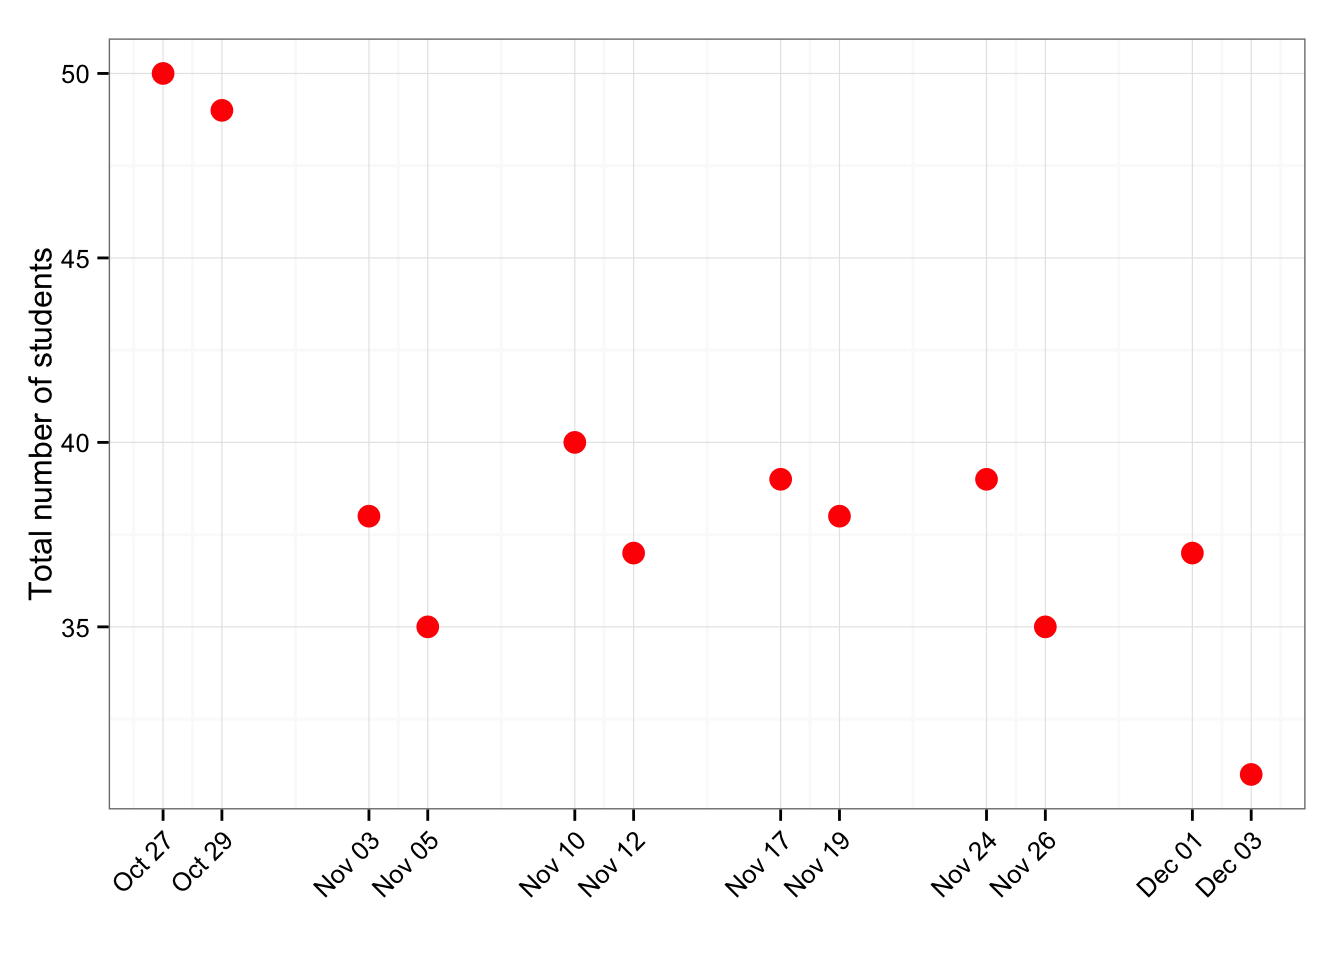 Total number of students
50
45
40
35
Oct 27
Oct 29
Nov 03
Nov 05
Nov 10
Nov 12
Nov 17
Nov 19
Nov 24
Nov 26
Dec 01
Dec 03